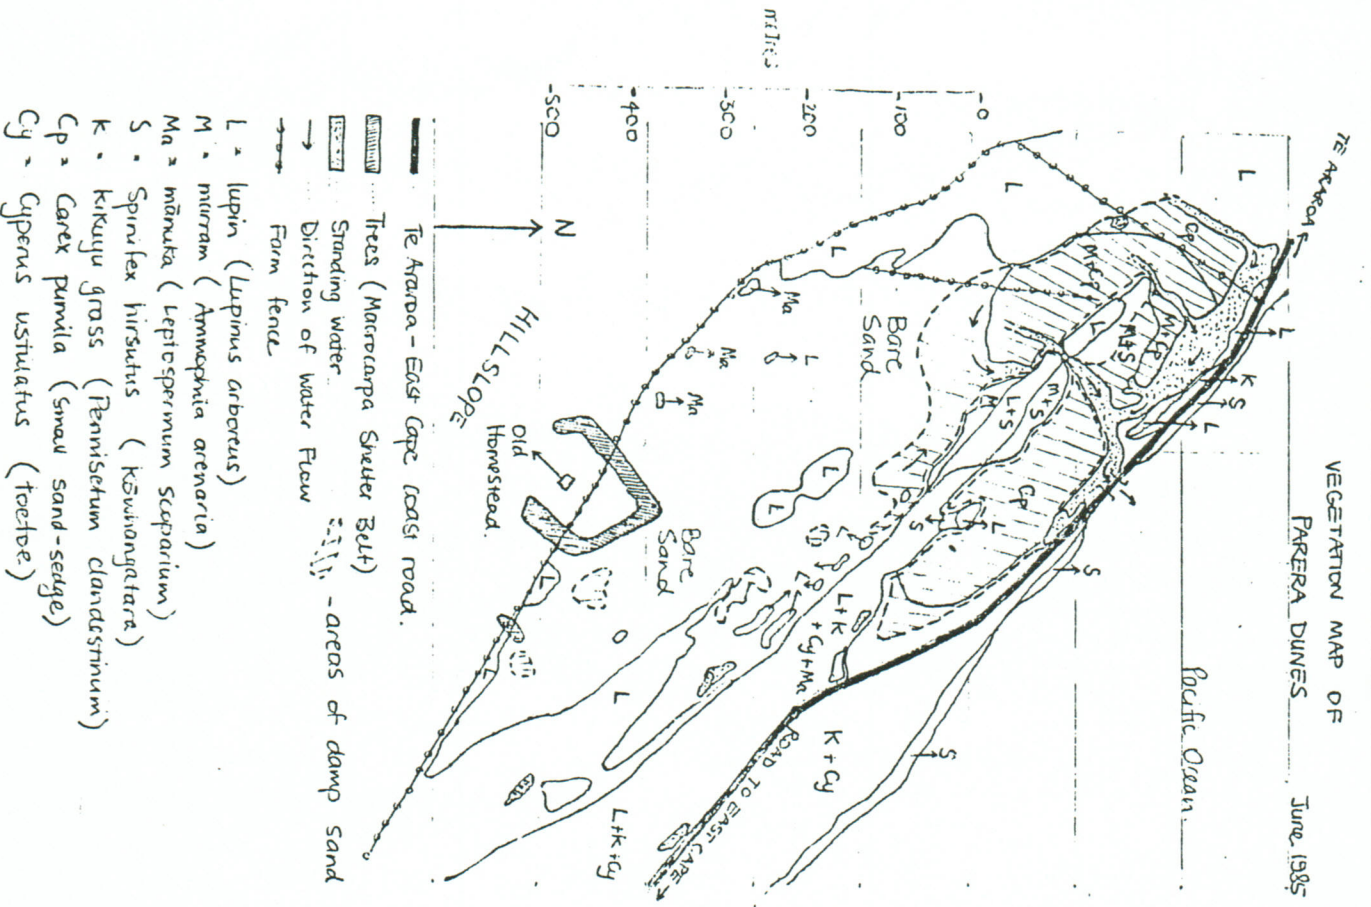 VEGETATION MAP OF
PARERA DUNES
June 1985
Pacific Ocean.
TE ARAROA
L
L
K
S
L
S
S
K + Cy
ROAD TO EAST CAPE
L
Cp
M+Cp
M+Cp
M+S
L
M+S
L+S
M
Cp
L
S
L+K
+Cy+Ma
L+K+Cy
L
L
Bare
Sand
Ma
Ma
Ma
L
L
L
Bare
Sand
L
L
L
Old
Homestead.
HILLSLOPE
0
100
200
300
400
500
metres
N
Te Araroa - East Cape coast road.
Trees (Macrocarpa Shelter Belt)
Standing water
- areas of damp sand
Direction of water Flow
Farm fence
L = lupin (Lupinius arboreus)
M = marram (Ammophia arenaria)
Ma = mānuka (Leptospermum scoparium)
S = Spinifex hirsutus (kōwhangatara)
K = kikuyu grass (Pennisetum clandestinum)
Cp = Carex pumila (small sand-sedge)
Cy = Cyperus ustulatus (toetoe)